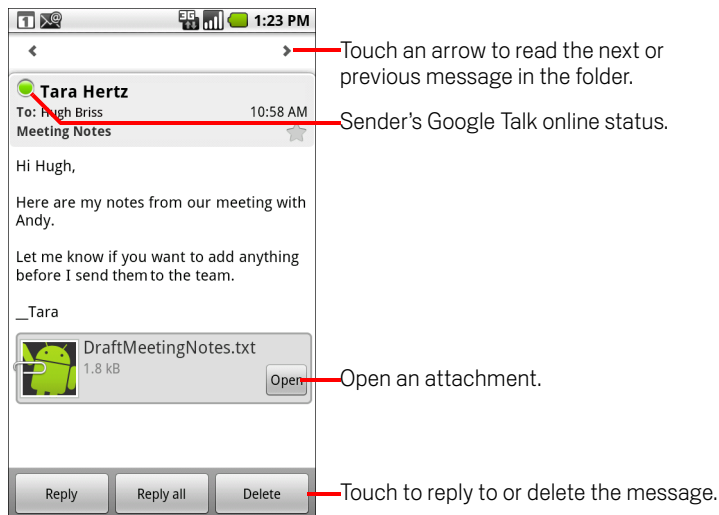 1 3G 1:23 PM
Touch an arrow to read the next or
previous message in the folder.
Tara Hertz
To: Hugh Briss 10:58 AM
Sender's Google Talk online status.
Meeting Notes
Hi Hugh,
Here are my notes from our meeting with
Andy.
Let me know if you want to add anything
before I send them to the team.
__Tara
DraftMeetingNotes.txt
1.8 kB
Open
Open an attachment.
Reply Reply all Delete
Touch to reply to or delete the message.